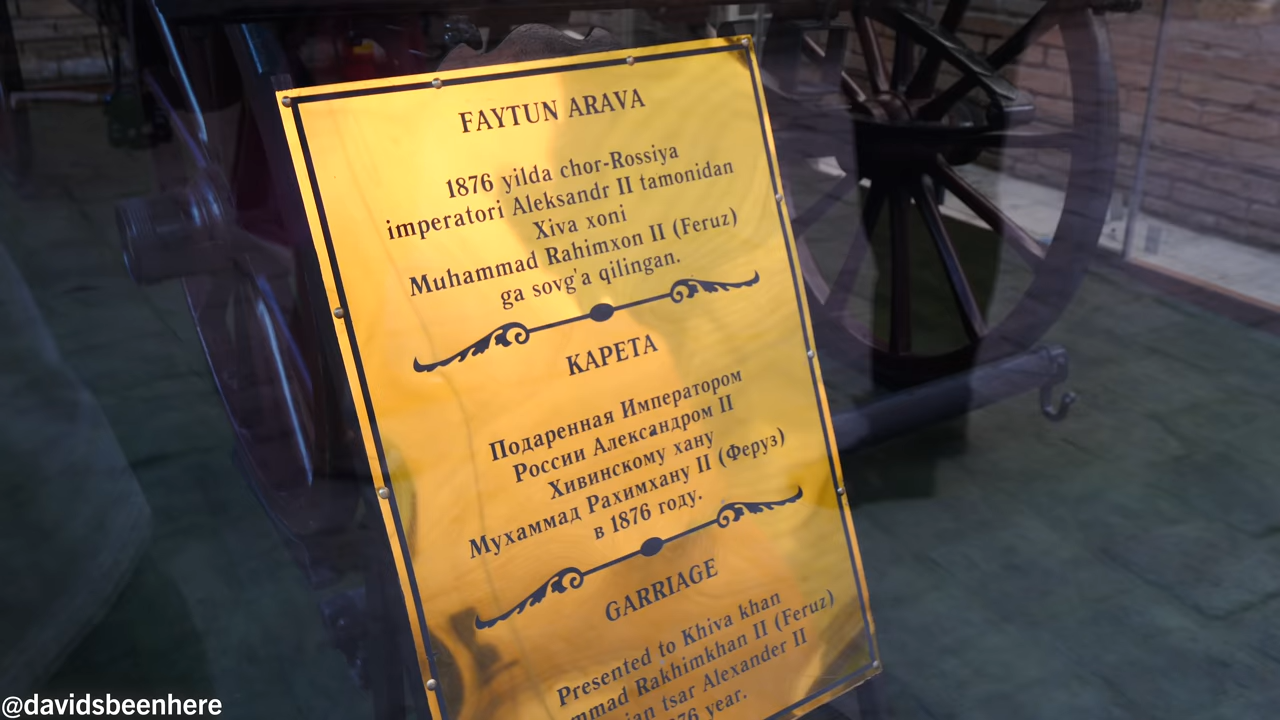 FAYTUN ARAVA
1876 yilda chor-Rossiya
imperatori Aleksandr II tamonidan
Xiva xoni
Muhammad Rahimxon II (Feruz)
ga sovg'a qilingan.
КАРЕТА
Подаренная Императором
России Александром II
Хивинскому хану
Мухаммад Рахимхану II (Феруз)
в 1876 году.
GARRIAGE
Presented to Khiva khan
Rakhimkhan II (Feruz)
tsar Alexander II
year.
@davidsbeenhere